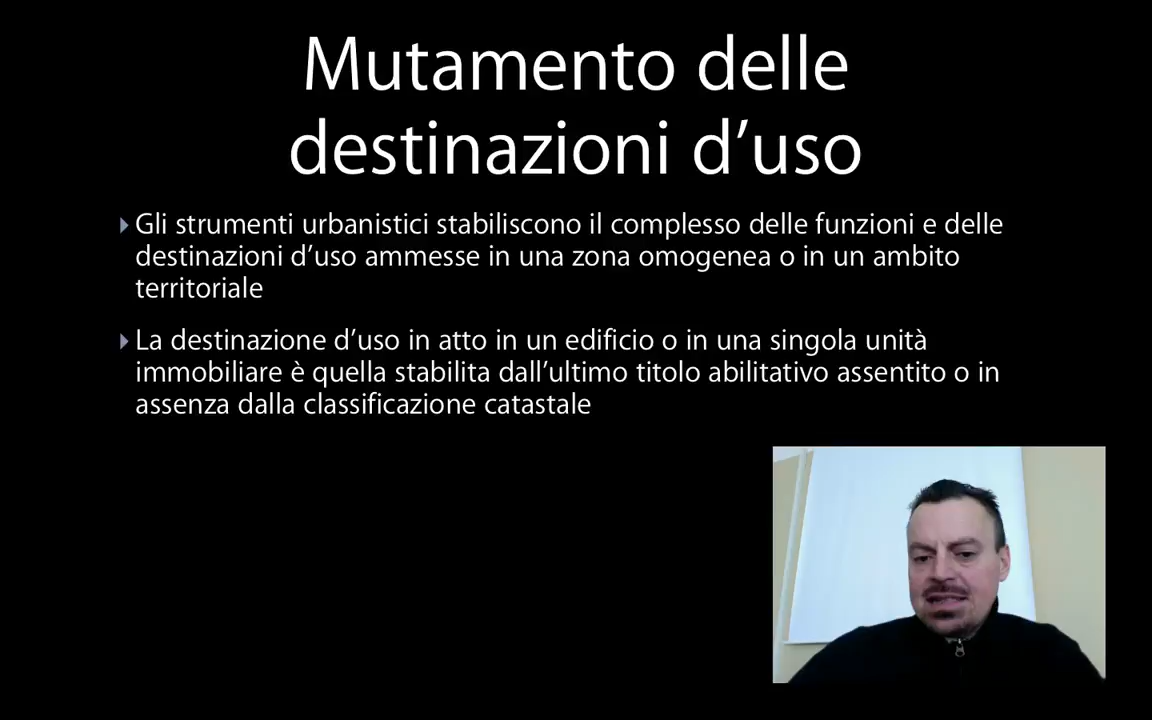 Mutamento delle
destinazioni d’uso
Gli strumenti urbanistici stabiliscono il complesso delle funzioni e delle
destinazioni d’uso ammesse in una zona omogenea o in un ambito
territoriale
La destinazione d’uso in atto in un edificio o in una singola unità
immobiliare è quella stabilita dall’ultimo titolo abilitativo assentito o in
assenza dalla classificazione catastale